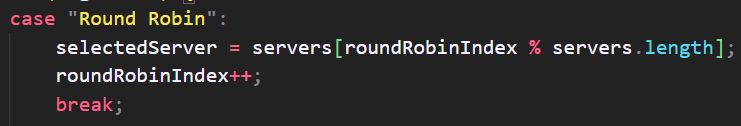 case "Round Robin":
selectedServer = servers[roundRobinIndex % servers.length];
roundRobinIndex++;
break;